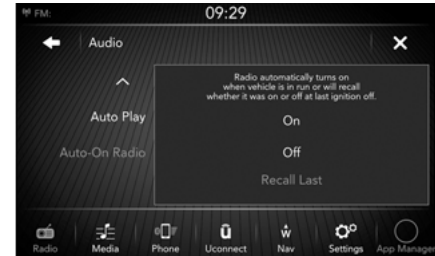 FM:
09:29
Audio
Radio automatically turns on
when vehicle is in run or will recall
whether it was on or off at last ignition off.
Auto Play
On
Auto-On Radio
Off
Recall Last
Radio
Media
Phone
Uconnect
Nav
Settings
App Manager